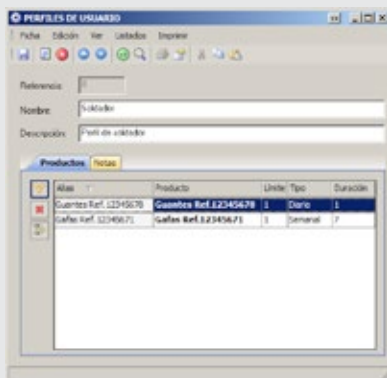 PERFILES DE USUARIO
Ficha Edición Ver Listados Imprimir
Referencia
Nombre Soldador
Descripción Perfil de soldador
Productos Notas
Alias Producto Límite Tipo Duración
Guantes Ref.12345678 Guantes Ref.12345678 1 Diario 1
Gafas Ref.12345671 Gafas Ref.12345671 1 Semanal 7